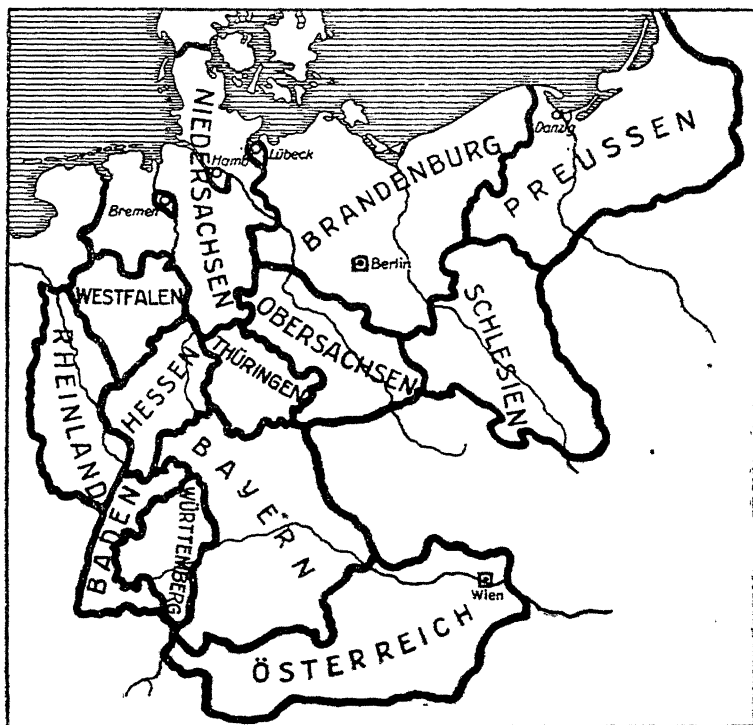 NIEDERSACHSEN
Hamb
Lübeck
Danzig
PREUSSEN
BRANDENBURG
Bremen
Berlin
WESTFALEN
SCHLESIEN
OBERSACHSEN
RHEINLAND
HESSEN
THÜRINGEN
BAYERN
BADEN
WÜRTTEMBERG
Wien
ÖSTERREICH